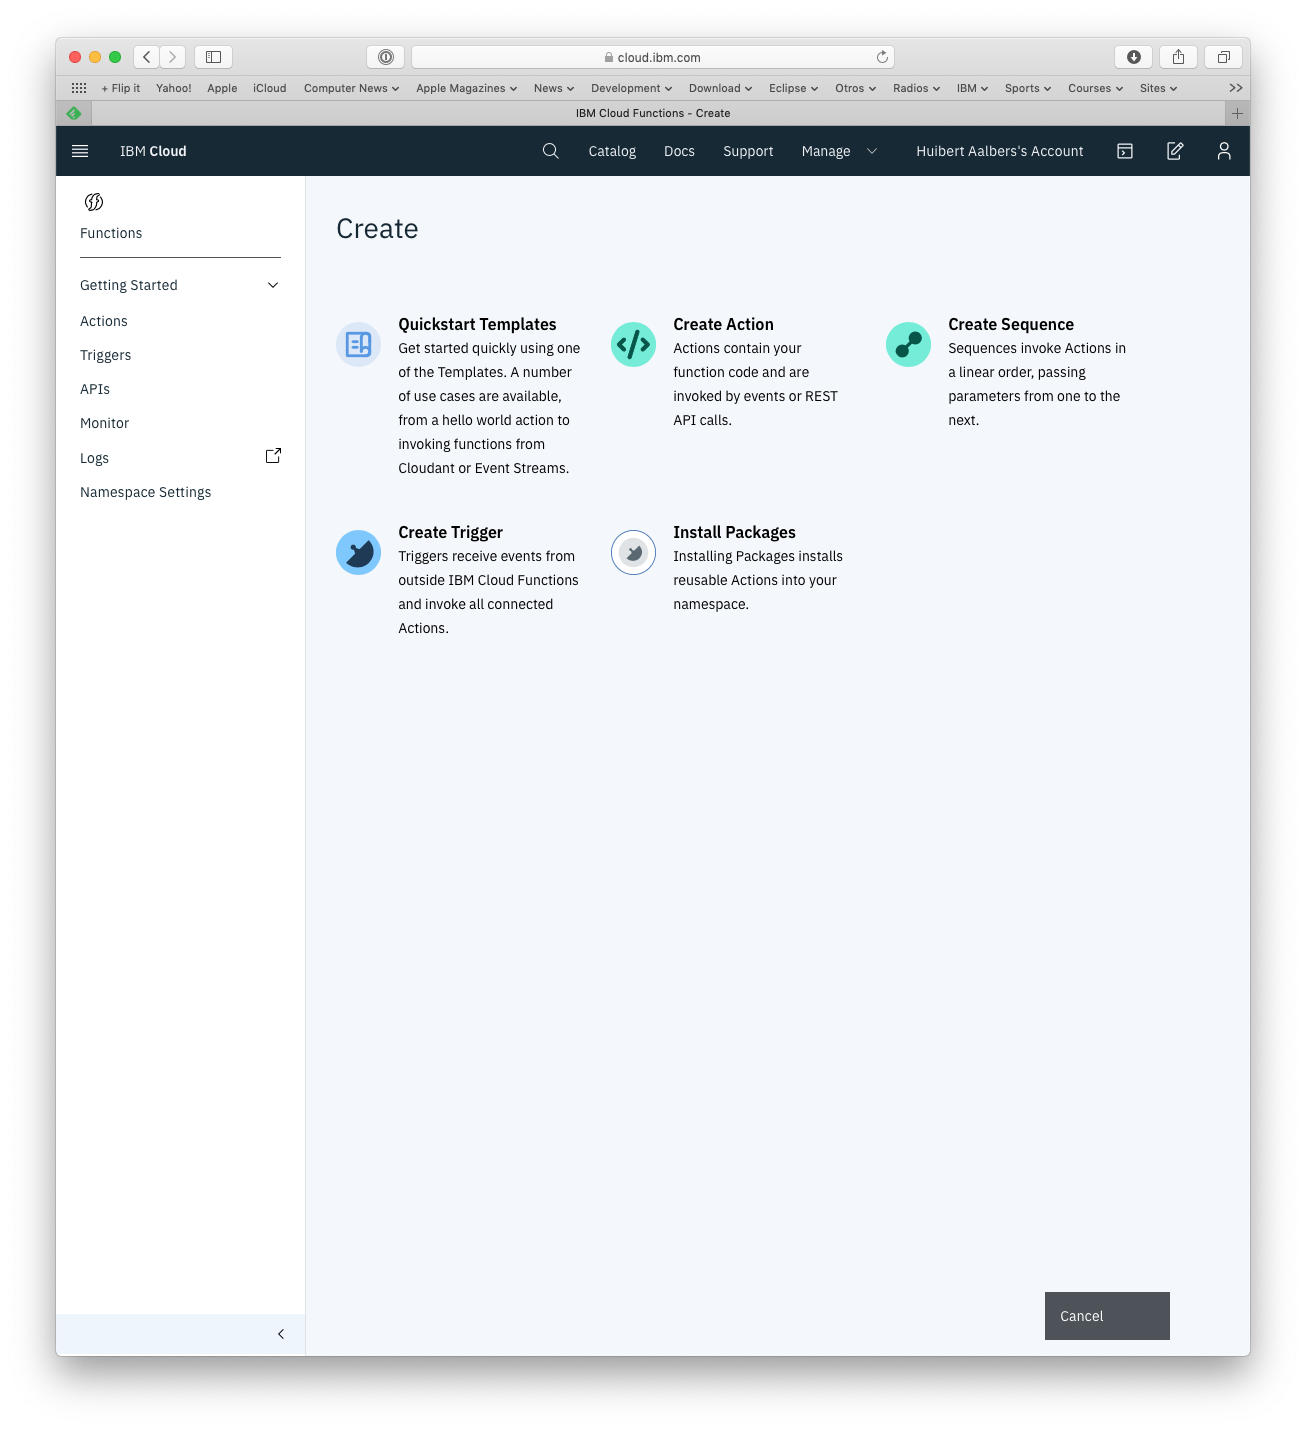 cloud.ibm.com
+ Flip it Yahoo! Apple iCloud Computer News Apple Magazines News Development Download Eclipse Otros Radios IBM Sports Courses Sites >>
IBM Cloud Functions - Create
IBM Cloud Catalog Docs Support Manage Huibert Aalbers's Account
Functions
Getting Started
Actions
Triggers
APIs
Monitor
Logs
Namespace Settings
Create
Quickstart Templates
Get started quickly using one
of the Templates. A number
of use cases are available,
from a hello world action to
invoking functions from
Cloudant or Event Streams.
Create Action
Actions contain your
function code and are
invoked by events or REST
API calls.
Create Sequence
Sequences invoke Actions in
a linear order, passing
parameters from one to the
next.
Create Trigger
Triggers receive events from
outside IBM Cloud Functions
and invoke all connected
Actions.
Install Packages
Installing Packages installs
reusable Actions into your
namespace.
Cancel